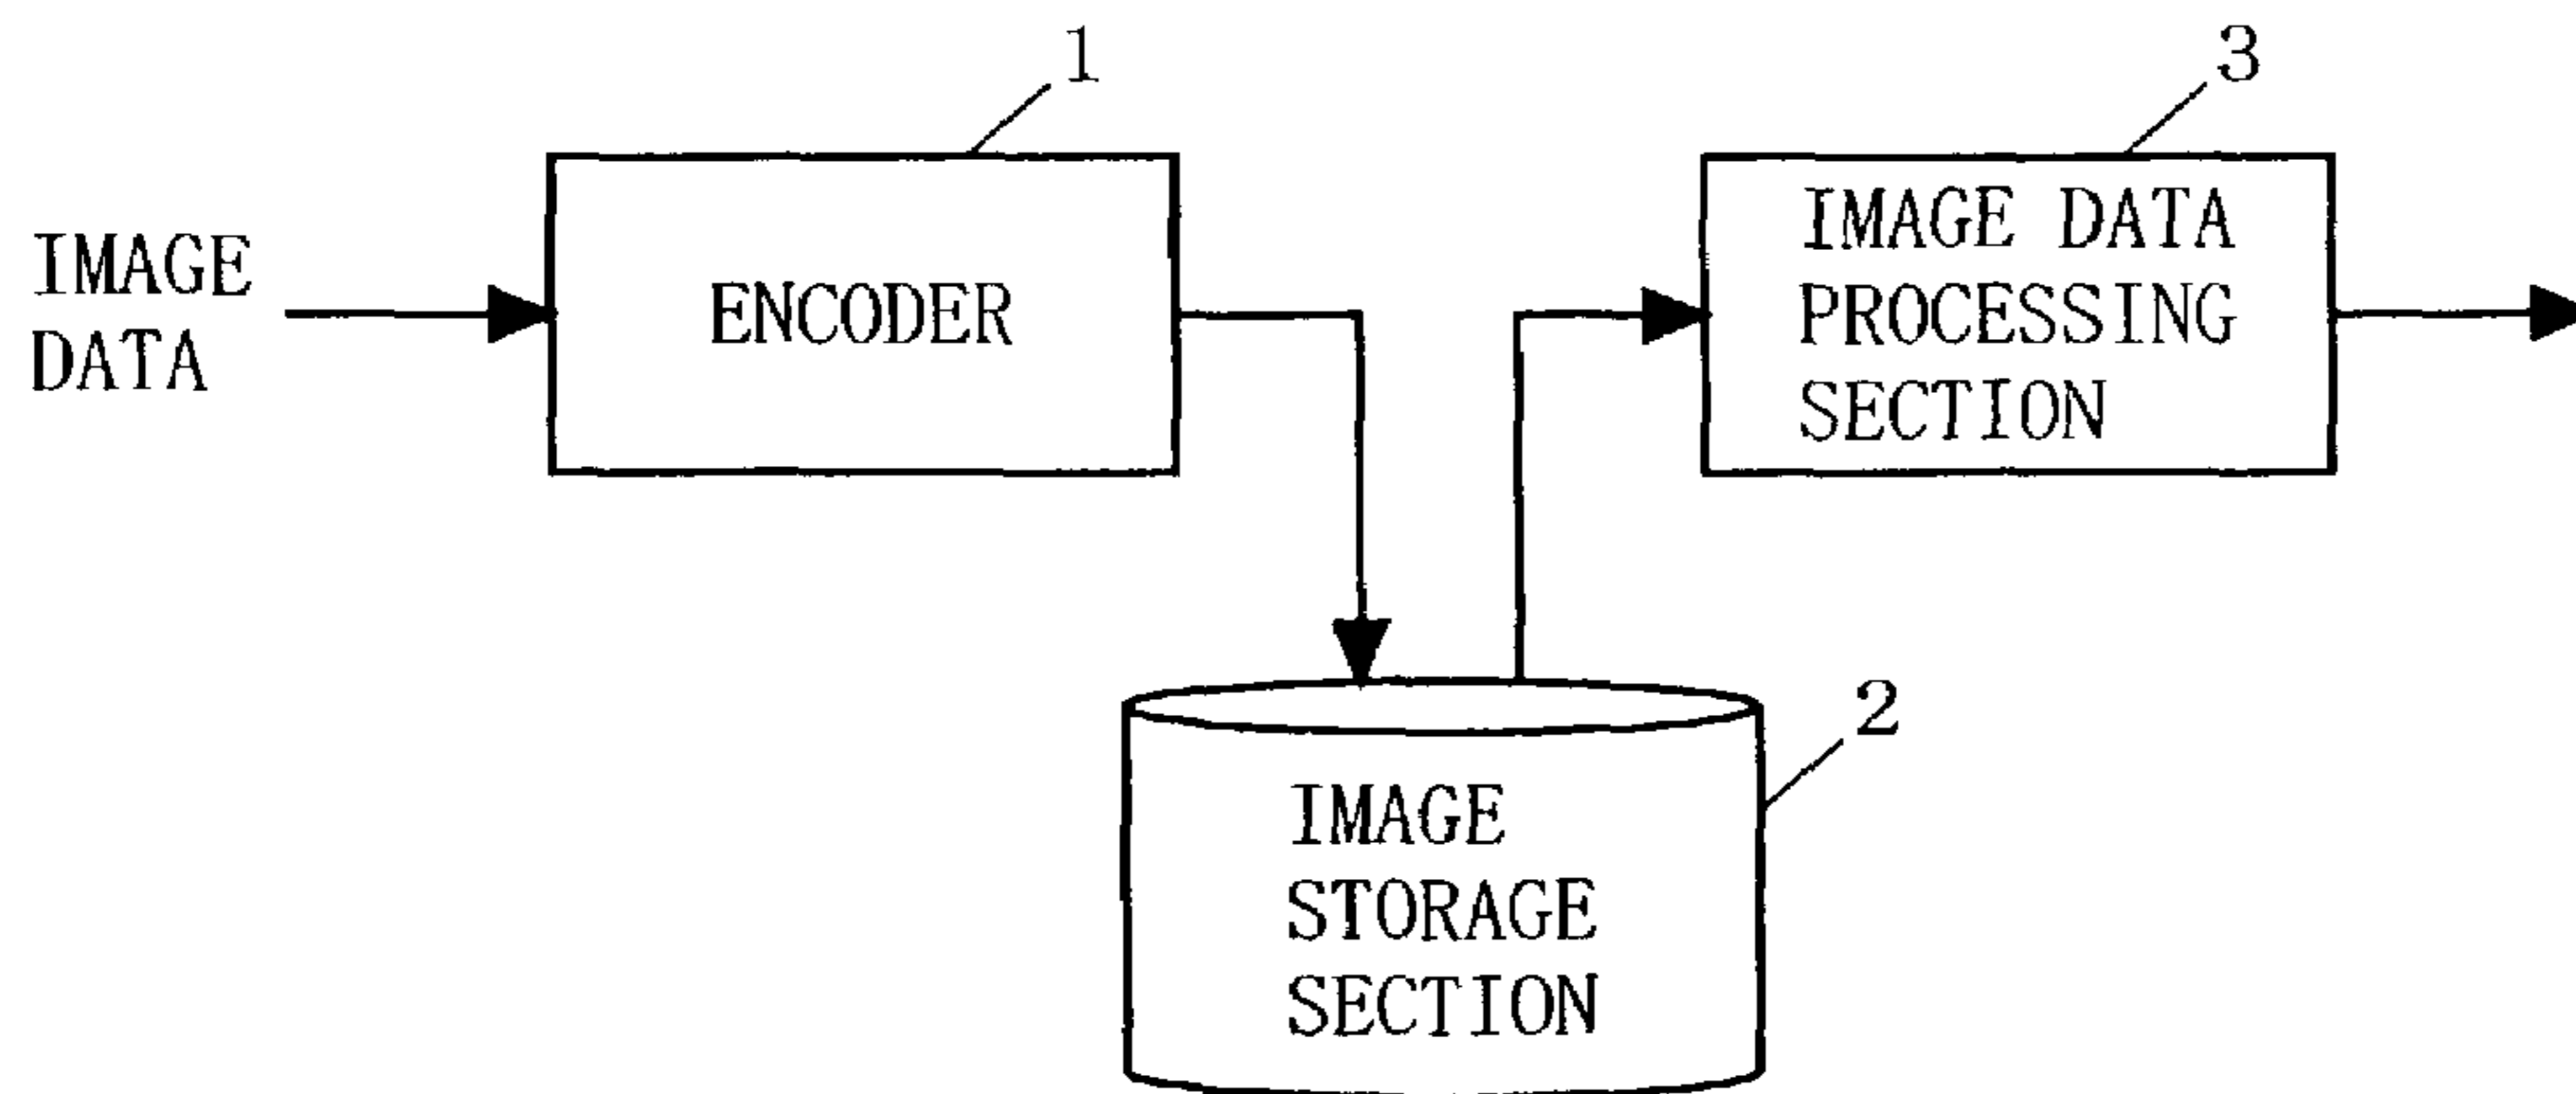 1
3
IMAGE
DATA
ENCODER
IMAGE DATA
PROCESSING
SECTION
2
IMAGE
STORAGE
SECTION